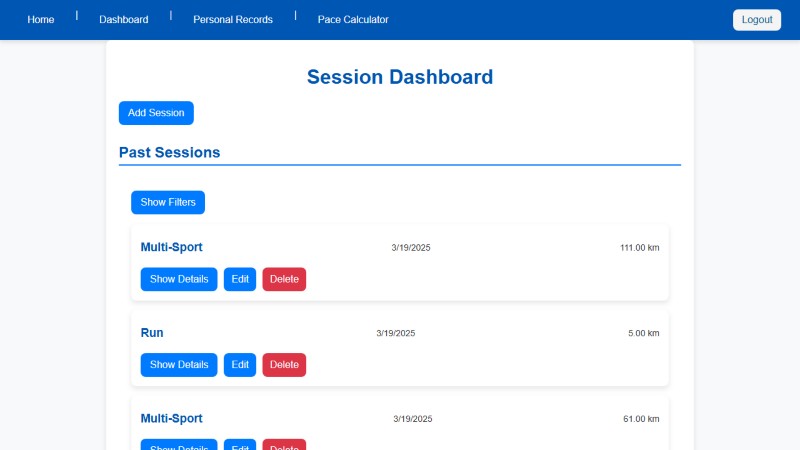 Home | Dashboard | Personal Records | Pace Calculator Logout
Session Dashboard
Add Session
Past Sessions
Show Filters
Multi-Sport 3/19/2025 111.00 km
Show Details Edit Delete
Run 3/19/2025 5.00 km
Show Details Edit Delete
Multi-Sport 3/19/2025 61.00 km
Show Details Edit Delete